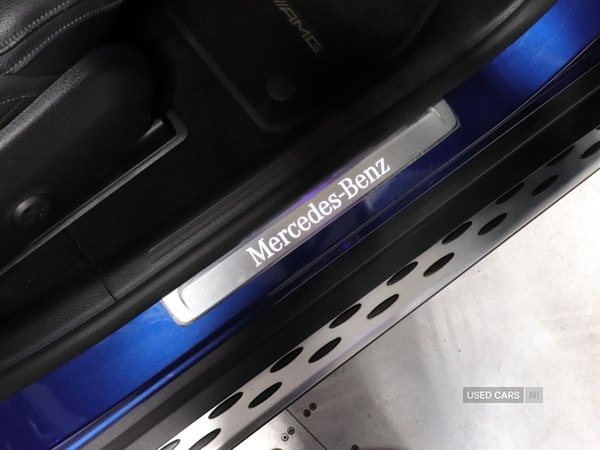 AMG
Mercedes-Benz
USED CARS NI